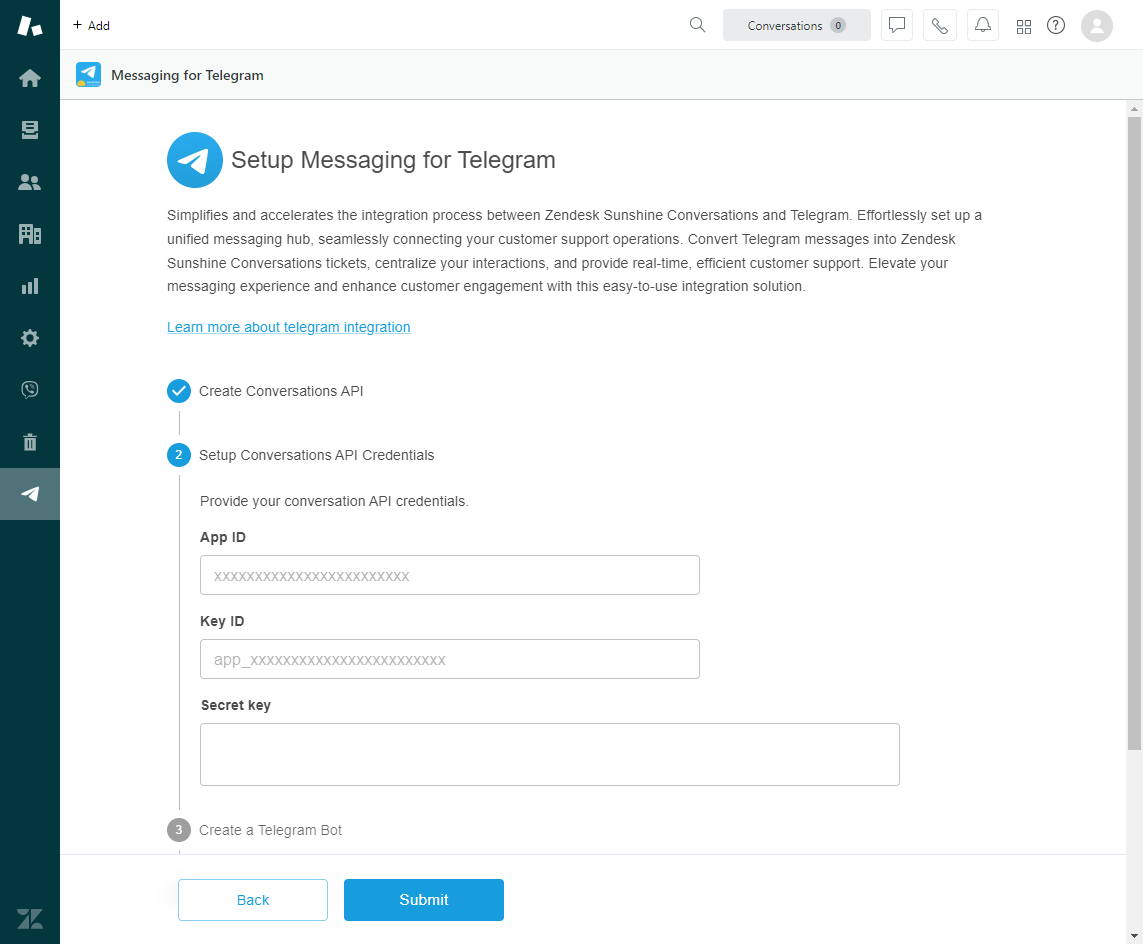 + Add
Conversations 0
Messaging for Telegram
Setup Messaging for Telegram
Simplifies and accelerates the integration process between Zendesk Sunshine Conversations and Telegram. Effortlessly set up a
unified messaging hub, seamlessly connecting your customer support operations. Convert Telegram messages into Zendesk
Sunshine Conversations tickets, centralize your interactions, and provide real-time, efficient customer support. Elevate your
messaging experience and enhance customer engagement with this easy-to-use integration solution.
Learn more about telegram integration
Create Conversations API
2 Setup Conversations API Credentials
Provide your conversation API credentials.
App ID
xxxxxxxxxxxxxxxxxxxxxxxx
Key ID
app_xxxxxxxxxxxxxxxxxxxxxxxx
Secret key
3 Create a Telegram Bot
Back
Submit